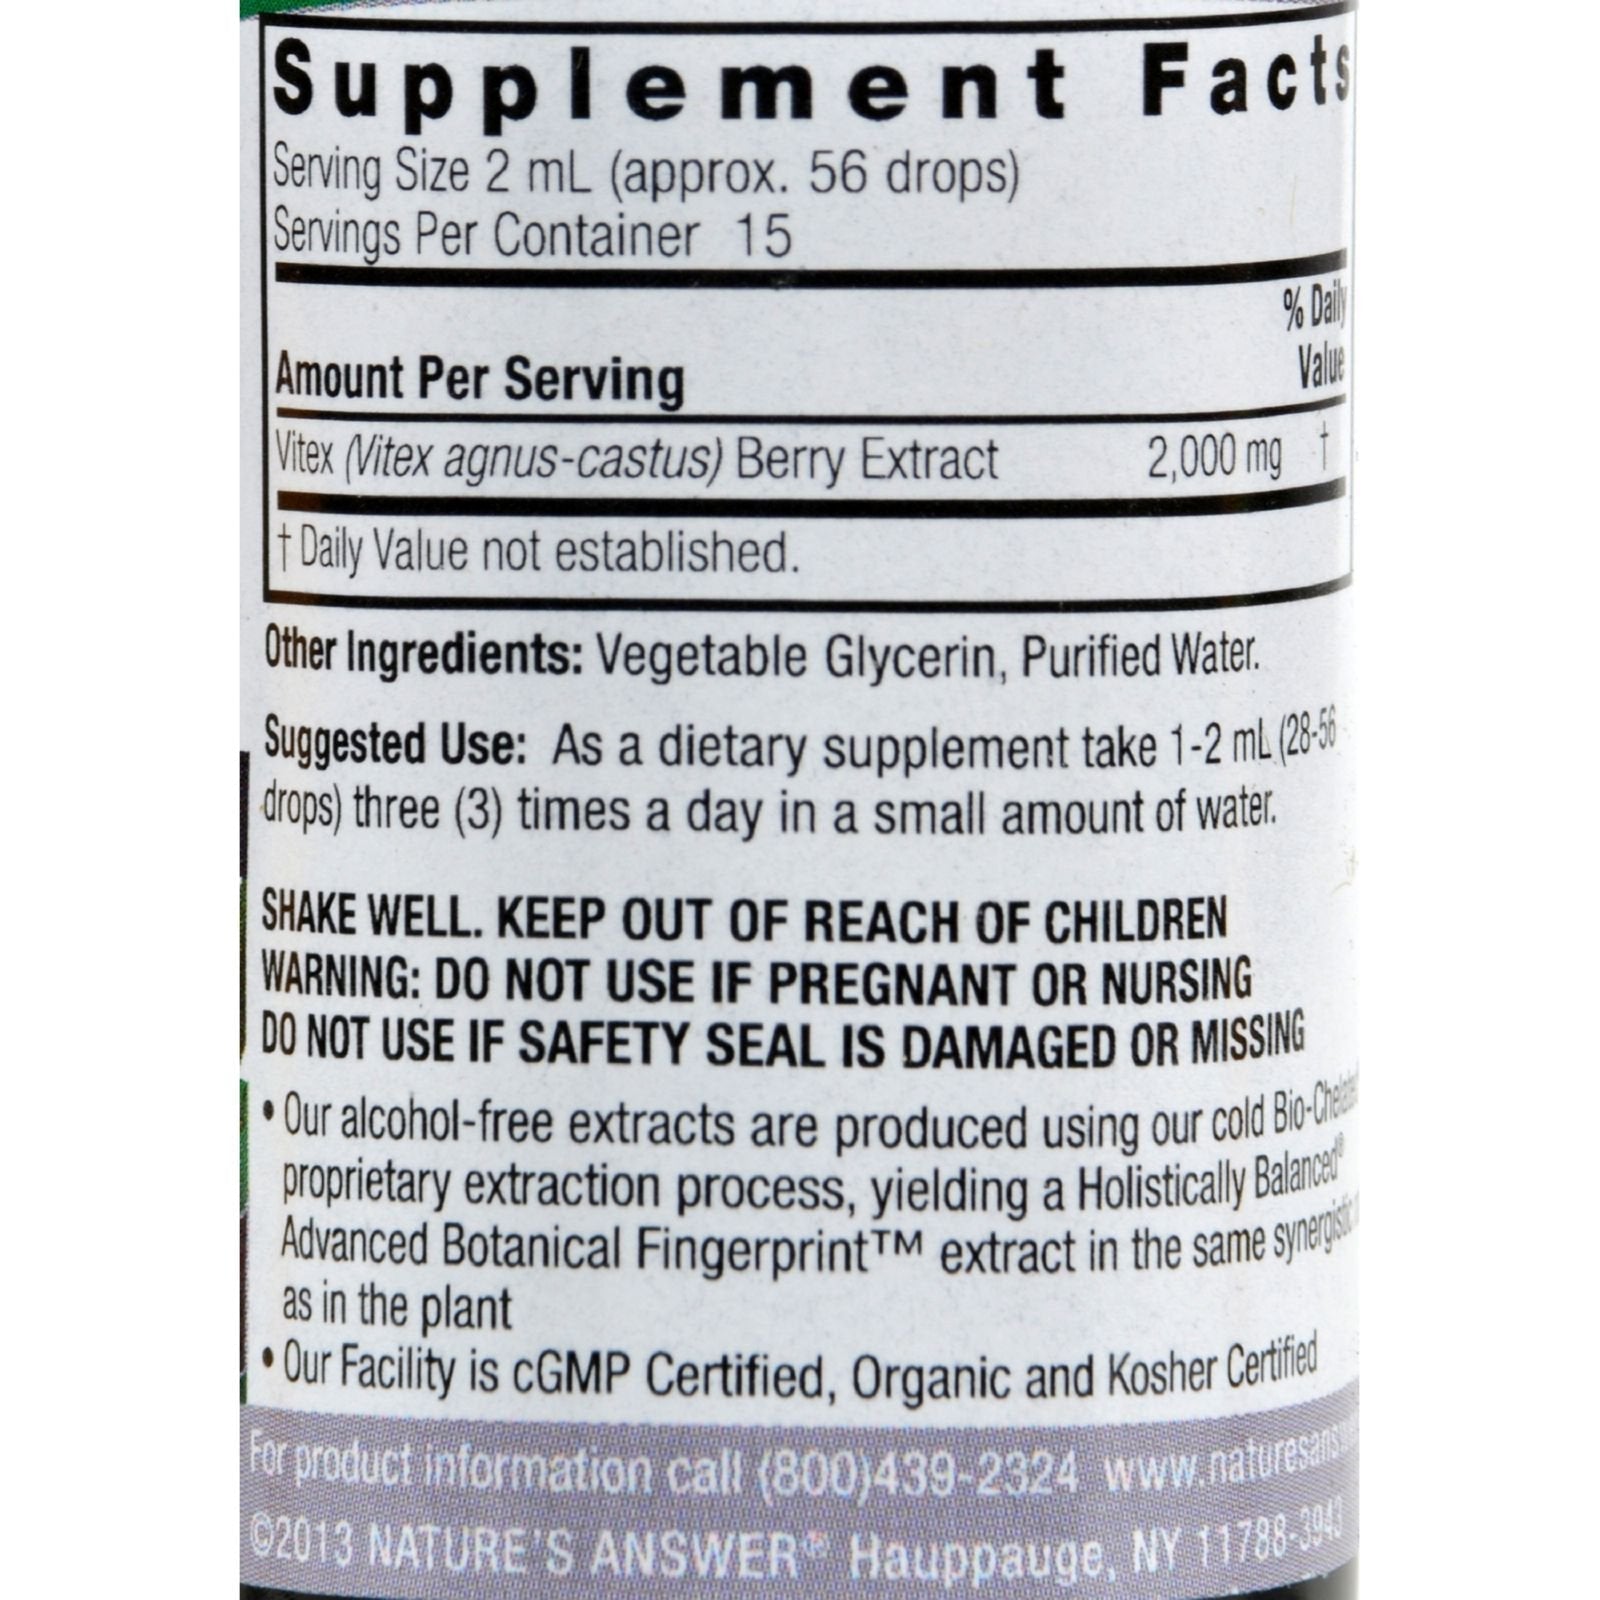 Supplement Facts
Serving Size 2 mL (approx. 56 drops)
Servings Per Container 15
% Daily
Value
Amount Per Serving
Vitex (Vitex agnus-castus) Berry Extract 2,000 mg †
† Daily Value not established.
Other Ingredients: Vegetable Glycerin, Purified Water.
Suggested Use: As a dietary supplement take 1-2 mL (28-56
drops) three (3) times a day in a small amount of water.
SHAKE WELL. KEEP OUT OF REACH OF CHILDREN
WARNING: DO NOT USE IF PREGNANT OR NURSING
DO NOT USE IF SAFETY SEAL IS DAMAGED OR MISSING
• Our alcohol-free extracts are produced using our cold
proprietary extraction process, yielding a Holistically Balanced®
Advanced Botanical Fingerprint™ extract in the same synergistic
as in the plant
• Our Facility is cGMP Certified, Organic and Kosher Certified
For product information call (800)439-2324
©2013 NATURE'S ANSWER® Hauppauge, NY 11788-3943